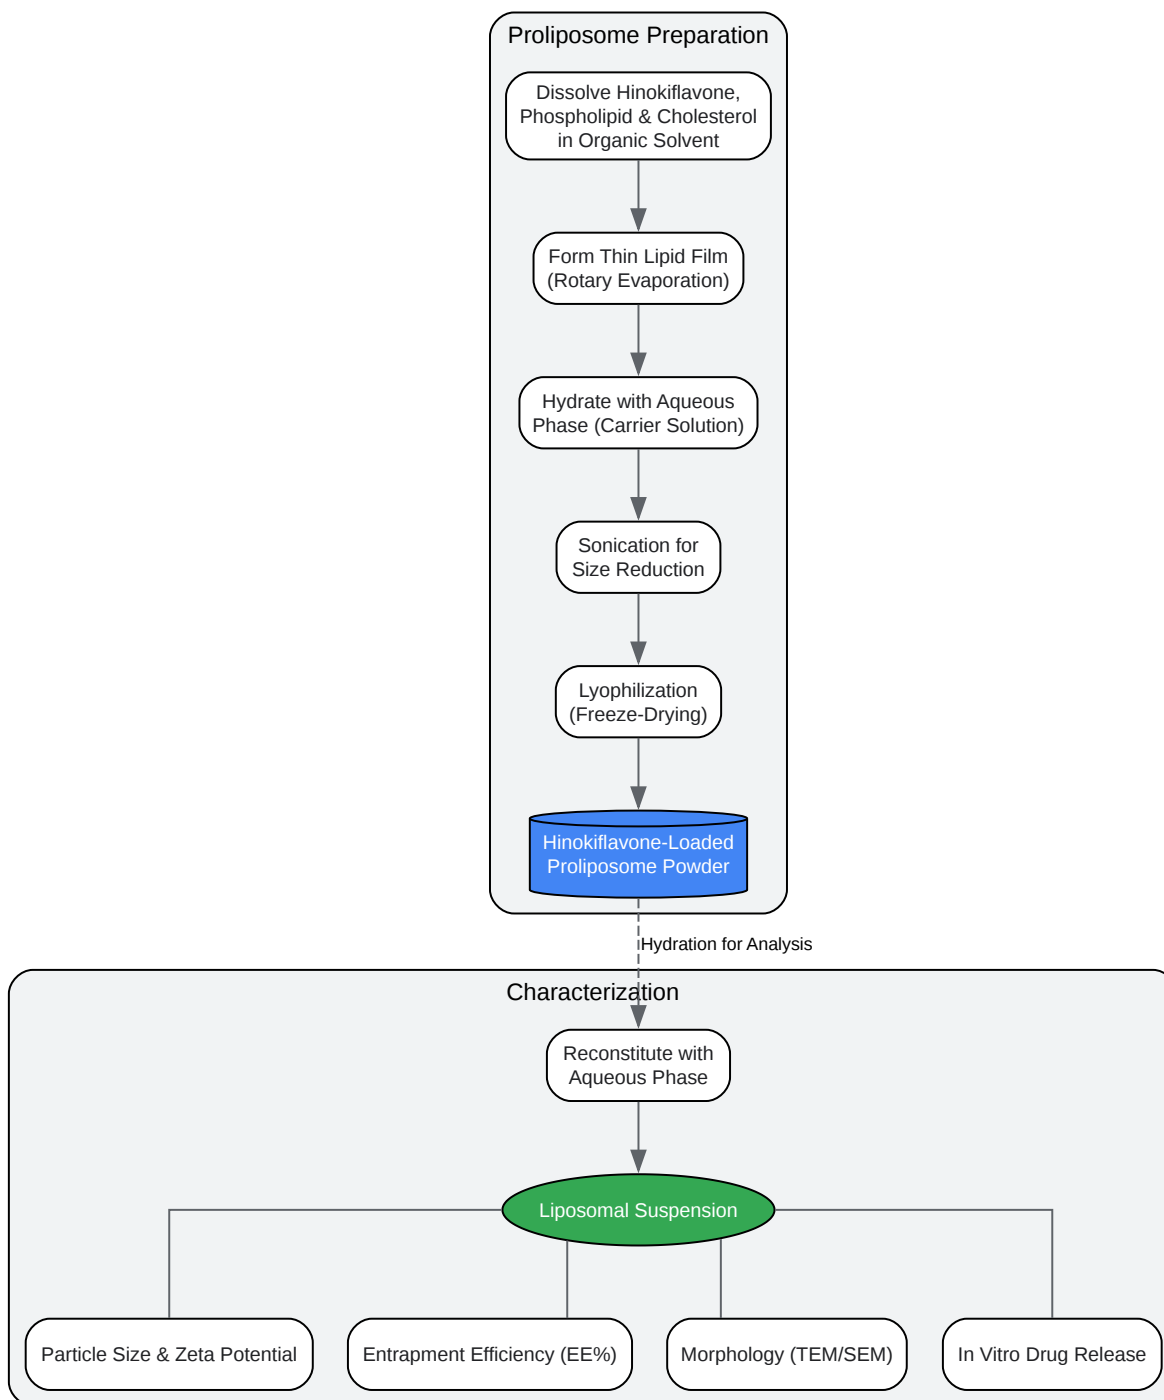 Proliposome Preparation
Dissolve Hinokiflavone,
Phospholipid & Cholesterol
in Organic Solvent
Form Thin Lipid Film
(Rotary Evaporation)
Hydrate with Aqueous
Phase (Carrier Solution)
Sonication for
Size Reduction
Lyophilization
(Freeze-Drying)
Hinokiflavone-Loaded
Proliposome Powder
Hydration for Analysis
Characterization
Reconstitute with
Aqueous Phase
Liposomal Suspension
Particle Size & Zeta Potential
Entrapment Efficiency (EE%)
Morphology (TEM/SEM)
In Vitro Drug Release